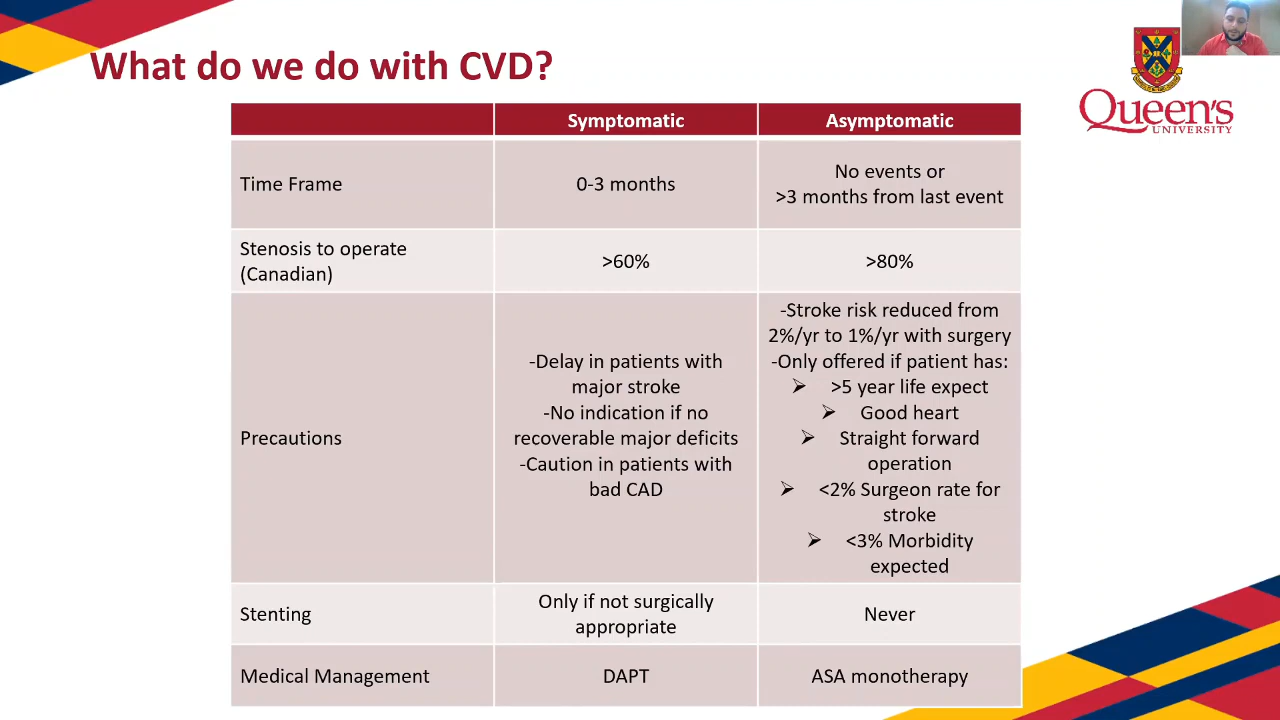 What do we do with CVD?
Queen's
UNIVERSITY
Symptomatic
Asymptomatic
Time Frame
0-3 months
No events or
>3 months from last event
Stenosis to operate
(Canadian)
>60%
>80%
Precautions
-Delay in patients with
major stroke
-No indication if no
recoverable major deficits
-Caution in patients with
bad CAD
-Stroke risk reduced from
2%/yr to 1%/yr with surgery
-Only offered if patient has:
➢ >5 year life expect
➢ Good heart
➢ Straight forward
operation
➢ <2% Surgeon rate for
stroke
➢ <3% Morbidity
expected
Stenting
Only if not surgically
appropriate
Never
Medical Management
DAPT
ASA monotherapy